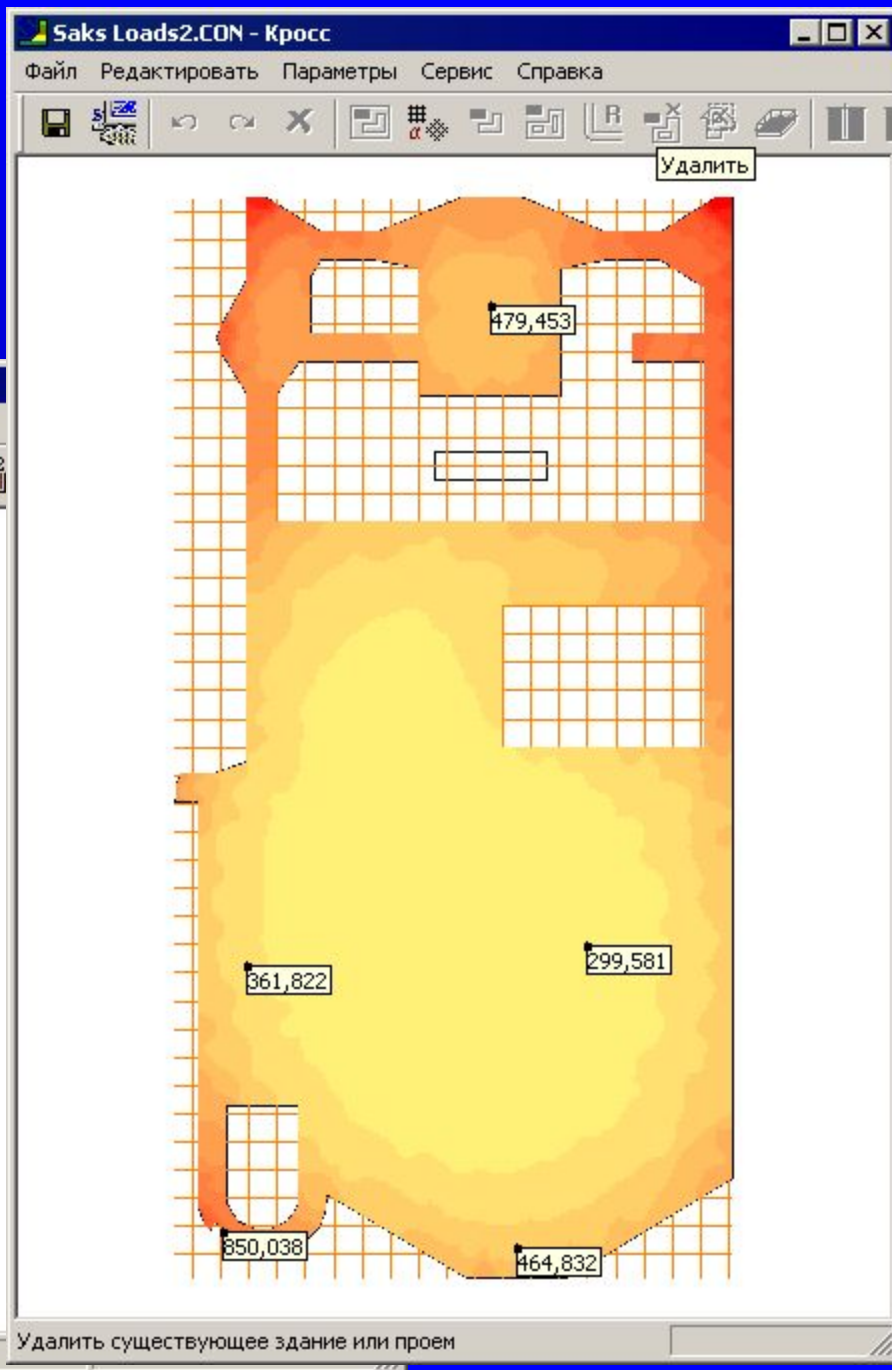 Saks Loads2.CON - Кросс
Файл Редактировать Параметры Сервис Справка
Удалить
479,453
299,581
361,822
850,038
464,832
Удалить существующее здание или проем